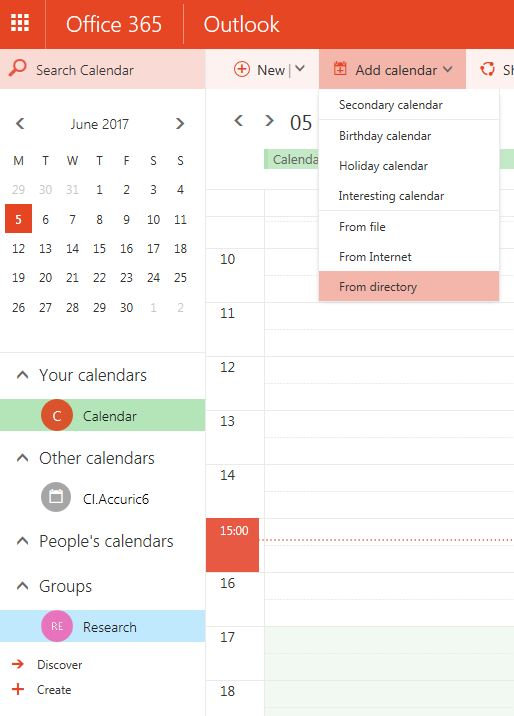 Office 365 Outlook
Search Calendar
New Add calendar Sh
June 2017
M T W T F S S
29 30 31 1 2 3 4
5 6 7 8 9 10 11
12 13 14 15 16 17 18
19 20 21 22 23 24 25
26 27 28 29 30 1 2
Your calendars
C Calendar
Other calendars
CI.Accuric6
People's calendars
Groups
RE Research
Discover
Create
05
Calenda
Secondary calendar
Birthday calendar
Holiday calendar
Interesting calendar
From file
From Internet
From directory
10
11
12
13
14
15:00
16
17
18